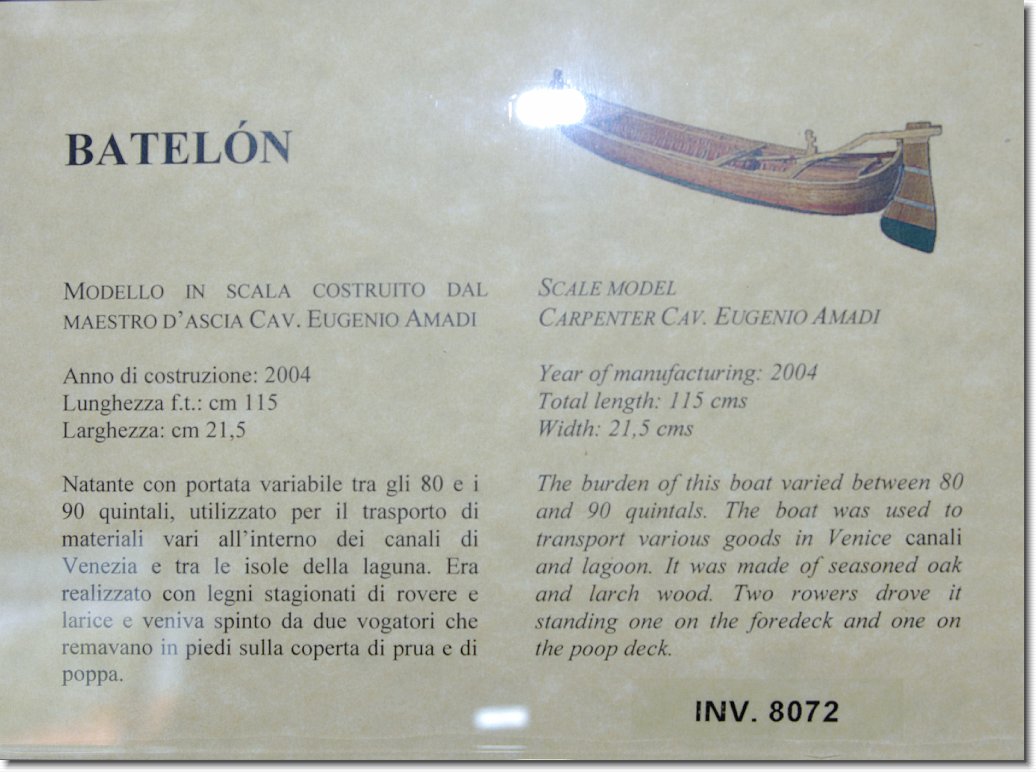 BATELÓN
MODELLO IN SCALA COSTRUITO DAL
MAESTRO D'ASCIA CAV. EUGENIO AMADI
Anno di costruzione: 2004
Lunghezza f.t.: cm 115
Larghezza: cm 21,5
Natante con portata variabile tra gli 80 e i
90 quintali, utilizzato per il trasporto di
materiali vari all'interno dei canali di
Venezia e tra le isole della laguna. Era
realizzato con legni stagionati di rovere e
larice e veniva spinto da due vogatori che
remavano in piedi sulla coperta di prua e di
poppa.
SCALE MODEL
CARPENTER CAV. EUGENIO AMADI
Year of manufacturing: 2004
Total length: 115 cms
Width: 21,5 cms
The burden of this boat varied between 80
and 90 quintals. The boat was used to
transport various goods in Venice canali
and lagoon. It was made of seasoned oak
and larch wood. Two rowers drove it
standing one on the foredeck and one on
the poop deck.
INV. 8072